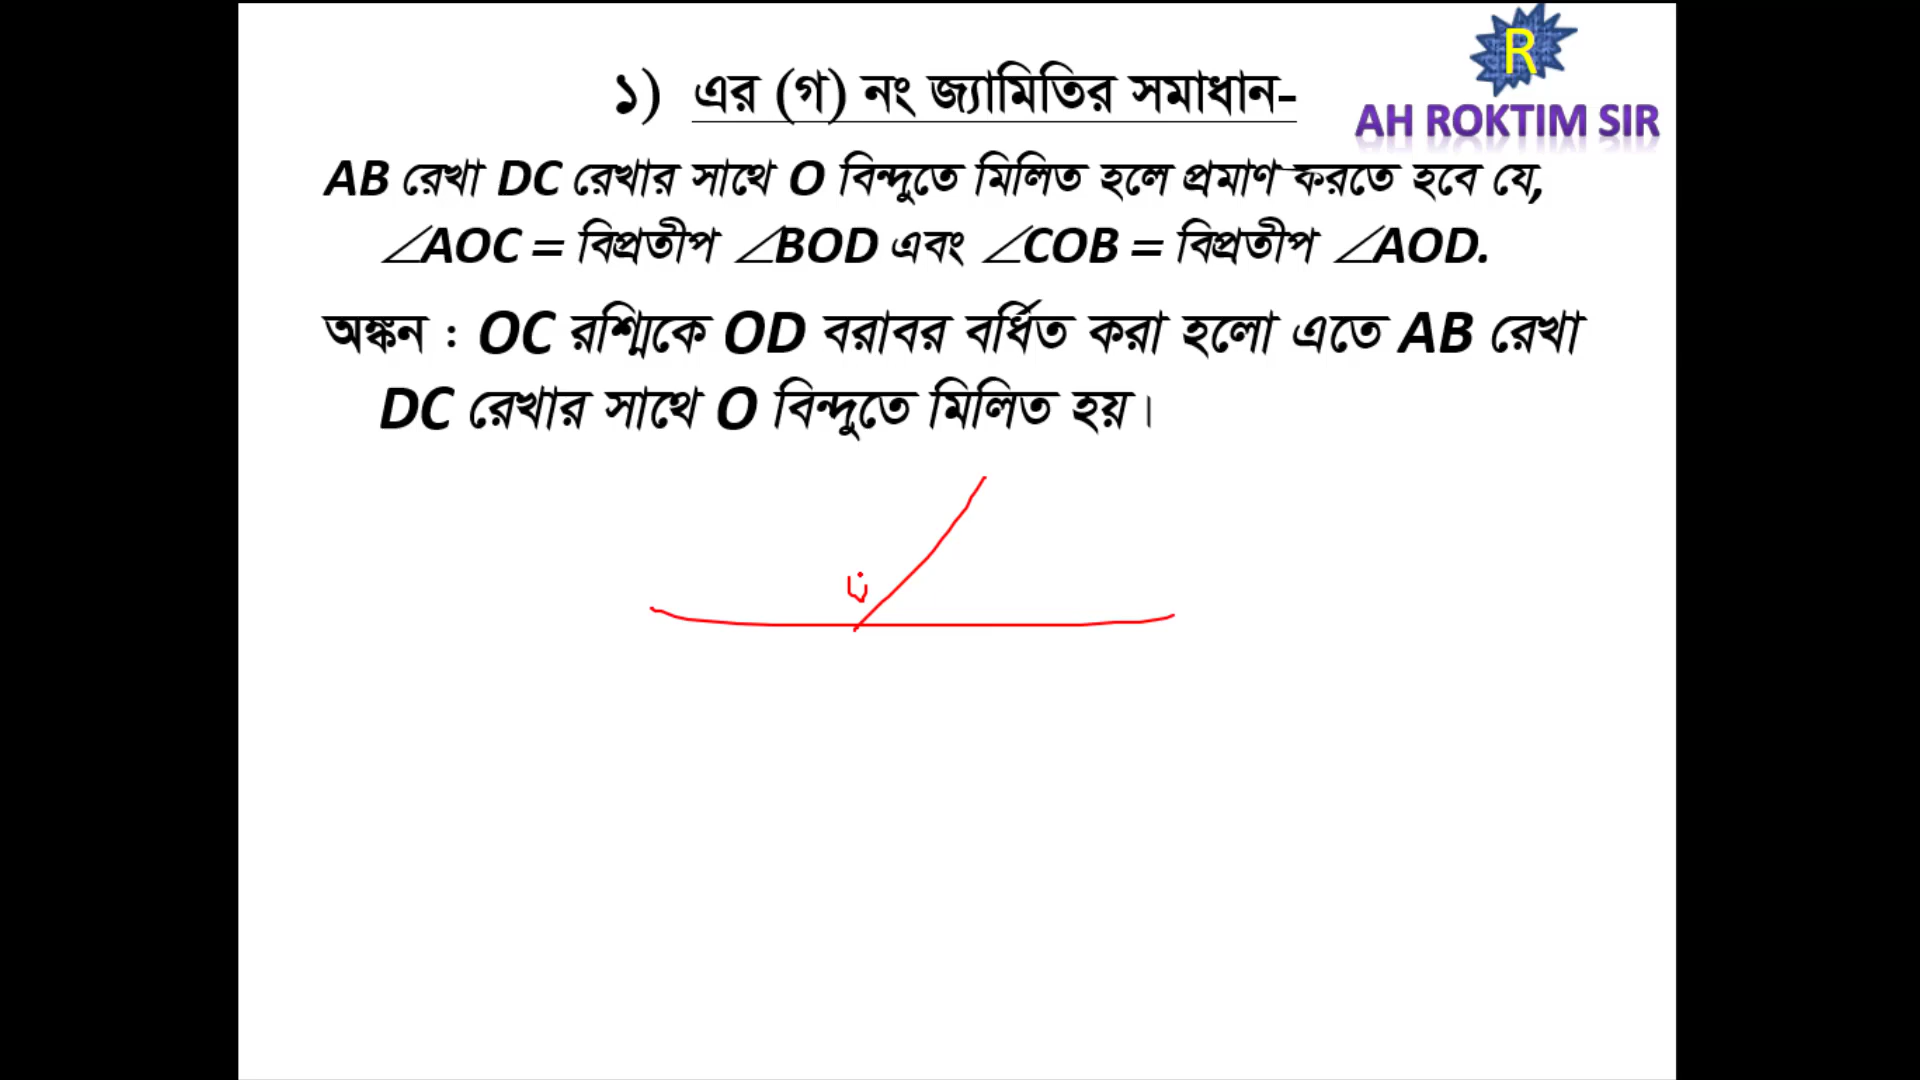 R
১) এর (গ) নং জ্যামিতির সমাধান-
AH ROKTIM SIR
AB রেখা DC রেখার সাথে O বিন্দুতে মিলিত হলে প্রমাণ করতে হবে যে,
∠AOC = বিপ্রতীপ ∠BOD এবং ∠COB = বিপ্রতীপ ∠AOD.
অঙ্কন : OC রশ্মিকে OD বরাবর বর্ধিত করা হলো এতে AB রেখা
DC রেখার সাথে O বিন্দুতে মিলিত হয়।